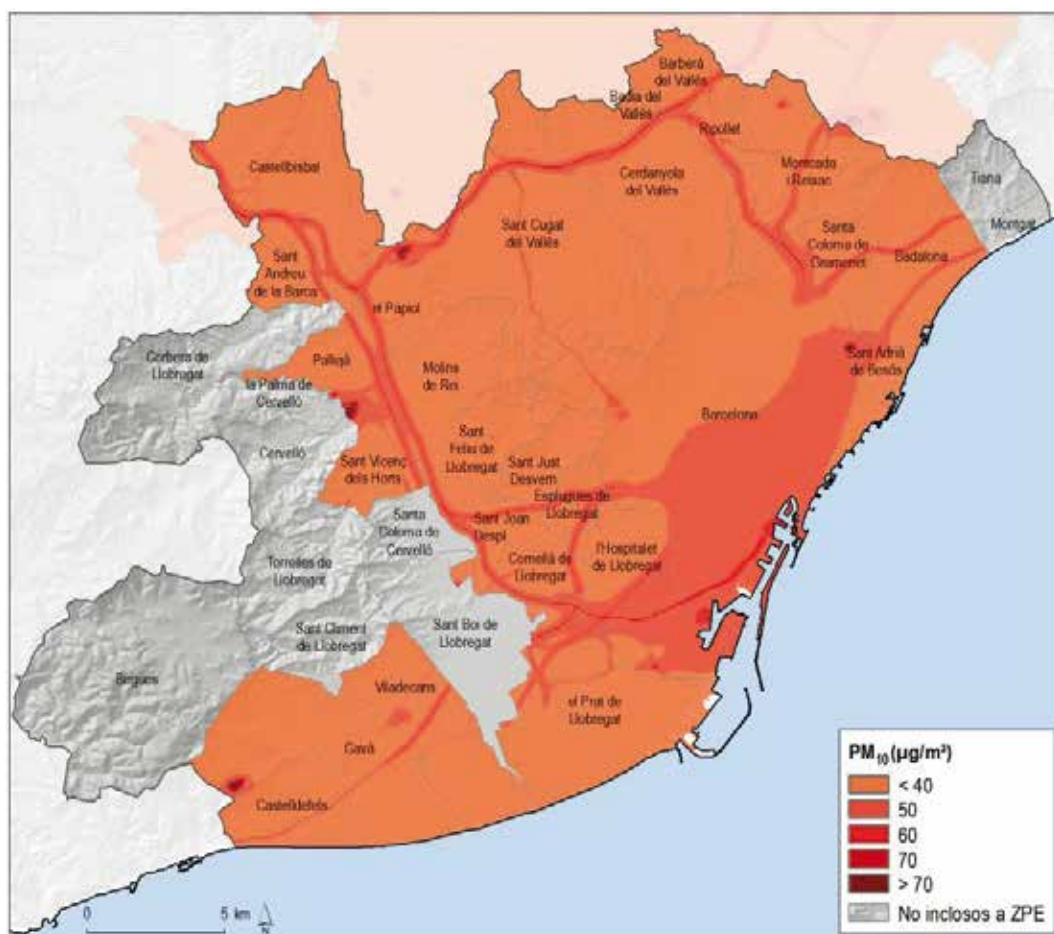 Barberà
del Vallès
Badia del
Vallès
Ripollet
Castellbisbal
Montcada
i Reixac
Cerdanyola
del Vallès
Tiana
Montgat
Sant Cugat
del Vallès
Santa
Coloma de
Gramenet
Badalona
Sant
Andreu
de la Barca
el Papiol
Pallejà
Corbera de
Llobregat
Molins
de Rei
Sant Adrià
de Besòs
la Palma de
Cervelló
Barcelona
Cervelló
Sant
Feliu de
Llobregat
Sant Vicenç
dels Horts
Sant Just
Desvern
Esplugues de
Llobregat
Santa
Coloma de
Cervelló
Sant Joan
Despí
l'Hospitalet
de Llobregat
Cornellà de
Llobregat
Torrelles de
Llobregat
Sant Climent
de Llobregat
Sant Boi de
Llobregat
Begues
Viladecans
el Prat de
Llobregat
Gavà
Castelldefels
PM₁₀ (µg/m³)
< 40
50
60
70
> 70
No inclosos a ZPE
0 5 km
N